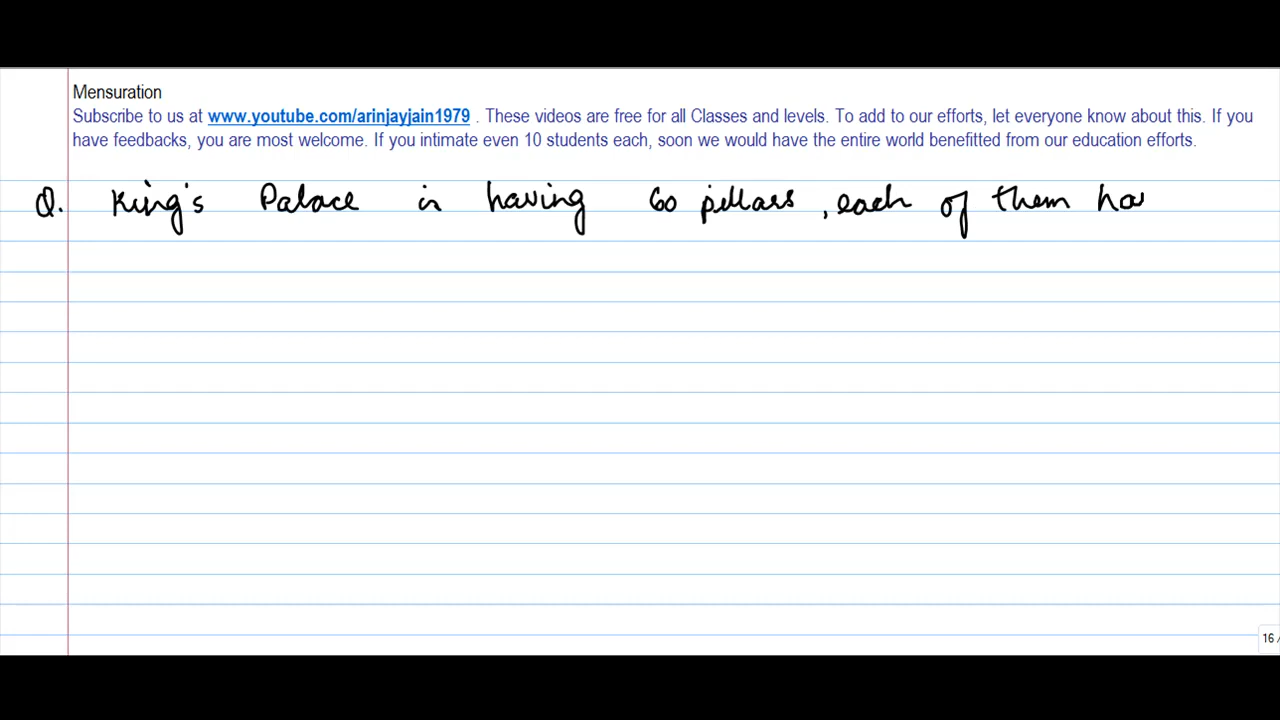 Mensuration
Subscribe to us at www.youtube.com/arinjayjain1979 . These videos are free for all Classes and levels. To add to our efforts, let everyone know about this. If you
have feedbacks, you are most welcome. If you intimate even 10 students each, soon we would have the entire world benefitted from our education efforts.
Q. King's Palace is having 60 pillars , each of them ha
16